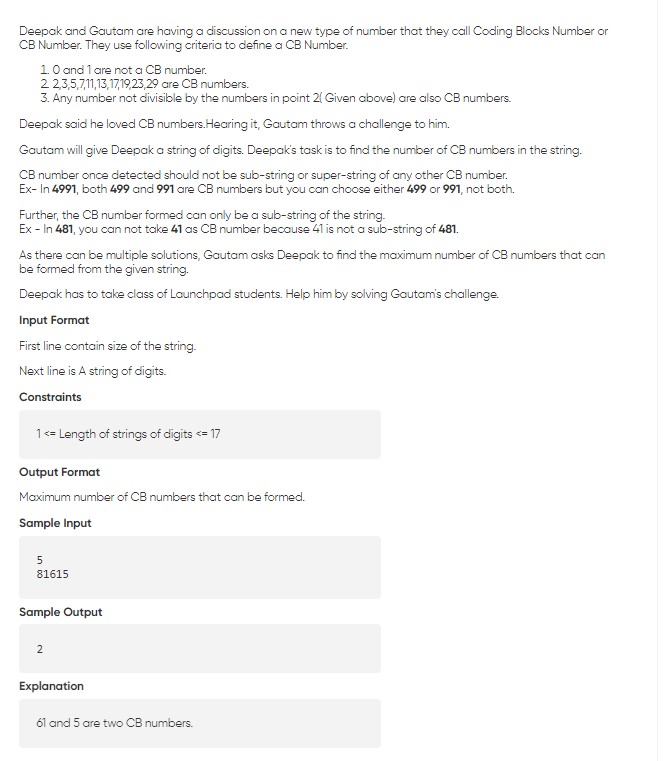 Deepak and Gautam are having a discussion on a new type of number that they call Coding Blocks Number or
CB Number. They use following criteria to define a CB Number.
1. 0 and 1 are not a CB number.
2. 2,3,5,7,11,13,17,19,23,29 are CB numbers.
3. Any number not divisible by the numbers in point 2( Given above) are also CB numbers.
Deepak said he loved CB numbers.Hearing it, Gautam throws a challenge to him.
Gautam will give Deepak a string of digits. Deepak's task is to find the number of CB numbers in the string.
CB number once detected should not be sub-string or super-string of any other CB number.
Ex- In 4991, both 499 and 991 are CB numbers but you can choose either 499 or 991, not both.
Further, the CB number formed can only be a sub-string of the string.
Ex - In 481, you can not take 41 as CB number because 41 is not a sub-string of 481.
As there can be multiple solutions, Gautam asks Deepak to find the maximum number of CB numbers that can
be formed from the given string.
Deepak has to take class of Launchpad students. Help him by solving Gautam's challenge.
Input Format
First line contain size of the string.
Next line is A string of digits.
Constraints
1 <= Length of strings of digits <= 17
Output Format
Maximum number of CB numbers that can be formed.
Sample Input
5
81615
Sample Output
2
Explanation
61 and 5 are two CB numbers.